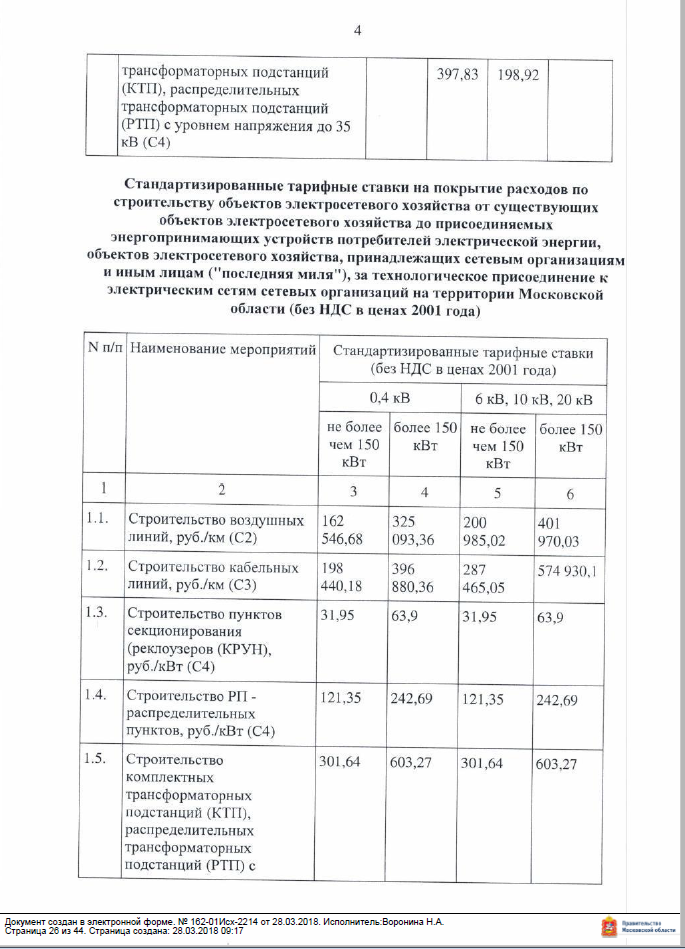 4
трансформаторных подстанций 397,83 198,92
(КТП), распределительных
трансформаторных подстанций
(РТП) с уровнем напряжения до 35
кВ (С4)
Стандартизированные тарифные ставки на покрытие расходов по
строительству объектов электросетевого хозяйства от существующих
объектов электросетевого хозяйства до присоединяемых
энергопринимающих устройств потребителей электрической энергии,
объектов электросетевого хозяйства, принадлежащих сетевым организациям
и иным лицам ("последняя миля"), за технологическое присоединение к
электрическим сетям сетевых организаций на территории Московской
области (без НДС в ценах 2001 года)
N п/п Наименование мероприятий Стандартизированные тарифные ставки
(без НДС в ценах 2001 года)
0,4 кВ 6 кВ, 10 кВ, 20 кВ
не более более 150 не более более 150
чем 150 кВт чем 150 кВт
кВт кВт
1 2 3 4 5 6
1.1. Строительство воздушных 162 325 200 401
линий, руб./км (С2) 546,68 093,36 985,02 970,03
1.2. Строительство кабельных 198 396 287 574 930,1
линий, руб./км (С3) 440,18 880,36 465,05
1.3. Строительство пунктов 31,95 63,9 31,95 63,9
секционирования
(реклоузеров (КРУН),
руб./кВт (С4)
1.4. Строительство РП - 121,35 242,69 121,35 242,69
распределительных
пунктов, руб./кВт (С4)
1.5. Строительство 301,64 603,27 301,64 603,27
комплектных
трансформаторных
подстанций (КТП),
распределительных
трансформаторных
подстанций (РТП) с
Документ создан в электронной форме. № 162-01Исх-2214 от 28.03.2018. Исполнитель:Воронина Н.А.
Страница 26 из 44. Страница создана: 28.03.2018 09:17
Правительство
Московской области